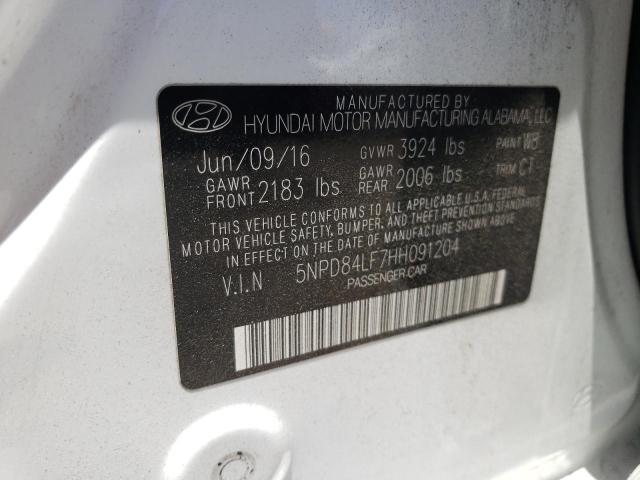 MANUFACTURED BY
HYUNDAI MOTOR MANUFACTURING ALABAMA, LLC
Jun/09/16 GVWR 3924 lbs PAINT W8
GAWR FRONT 2183 lbs GAWR REAR 2006 lbs TRIM CT
THIS VEHICLE CONFORMS TO ALL APPLICABLE U.S.A. FEDERAL
MOTOR VEHICLE SAFETY, BUMPER, AND THEFT PREVENTION STANDARDS
IN EFFECT ON THE DATE OF MANUFACTURE SHOWN ABOVE.
V.I.N 5NPD84LF7HH091204
PASSENGER CAR